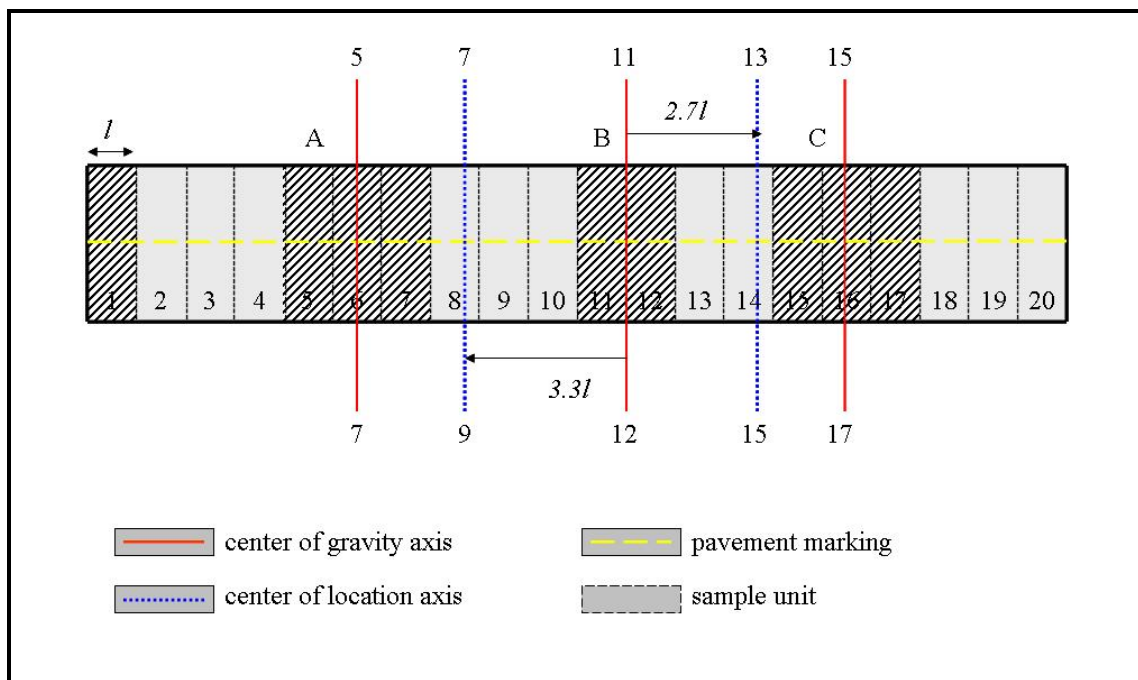 5 7 11 13 15
l A B 2.7l C
1 2 3 4 5 6 7 8 9 10 11 12 13 14 15 16 17 18 19 20
3.3l
7 9 12 15 17
center of gravity axis pavement marking
center of location axis sample unit